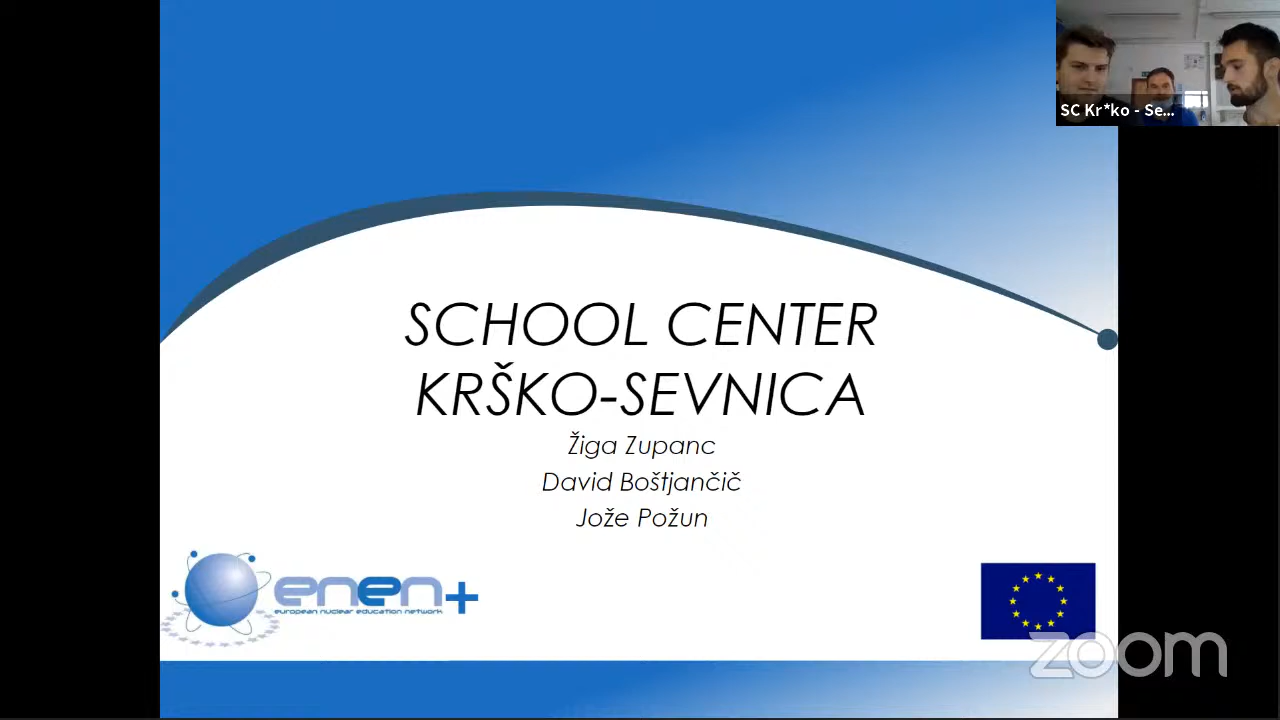 SC Kr*ko - Se...
SCHOOL CENTER
KRŠKO-SEVNICA
Žiga Zupanc
David Boštjančič
Jože Požun
enen+
european nuclear education network
zoom